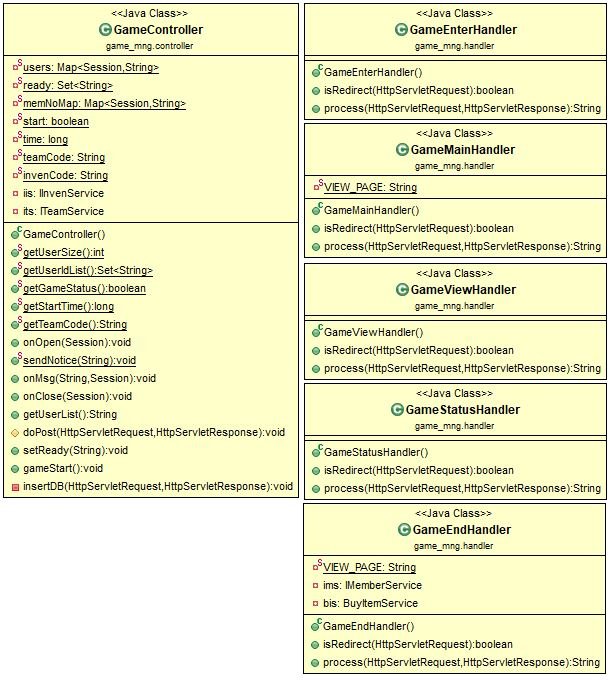 <<Java Class>>
GameController
game_mng.controller
users: Map<Session,String>
ready: Set<String>
memNoMap: Map<Session,String>
start: boolean
time: long
teamCode: String
invenCode: String
iis: IInvenService
its: ITeamService
GameController()
getUserSize():int
getUserIdList():Set<String>
getGameStatus():boolean
getStartTime():long
getTeamCode():String
onOpen(Session):void
sendNotice(String):void
onMsg(String,Session):void
onClose(Session):void
getUserList():String
doPost(HttpServletRequest,HttpServletResponse):void
setReady(String):void
gameStart():void
insertDB(HttpServletRequest,HttpServletResponse):void
<<Java Class>>
GameEnterHandler
game_mng.handler
GameEnterHandler()
isRedirect(HttpServletRequest):boolean
process(HttpServletRequest,HttpServletResponse):String
<<Java Class>>
GameMainHandler
game_mng.handler
VIEW_PAGE: String
GameMainHandler()
isRedirect(HttpServletRequest):boolean
process(HttpServletRequest,HttpServletResponse):String
<<Java Class>>
GameViewHandler
game_mng.handler
GameViewHandler()
isRedirect(HttpServletRequest):boolean
process(HttpServletRequest,HttpServletResponse):String
<<Java Class>>
GameStatusHandler
game_mng.handler
GameStatusHandler()
isRedirect(HttpServletRequest):boolean
process(HttpServletRequest,HttpServletResponse):String
<<Java Class>>
GameEndHandler
game_mng.handler
VIEW_PAGE: String
ims: IMemberService
bis: BuyItemService
GameEndHandler()
isRedirect(HttpServletRequest):boolean
process(HttpServletRequest,HttpServletResponse):String